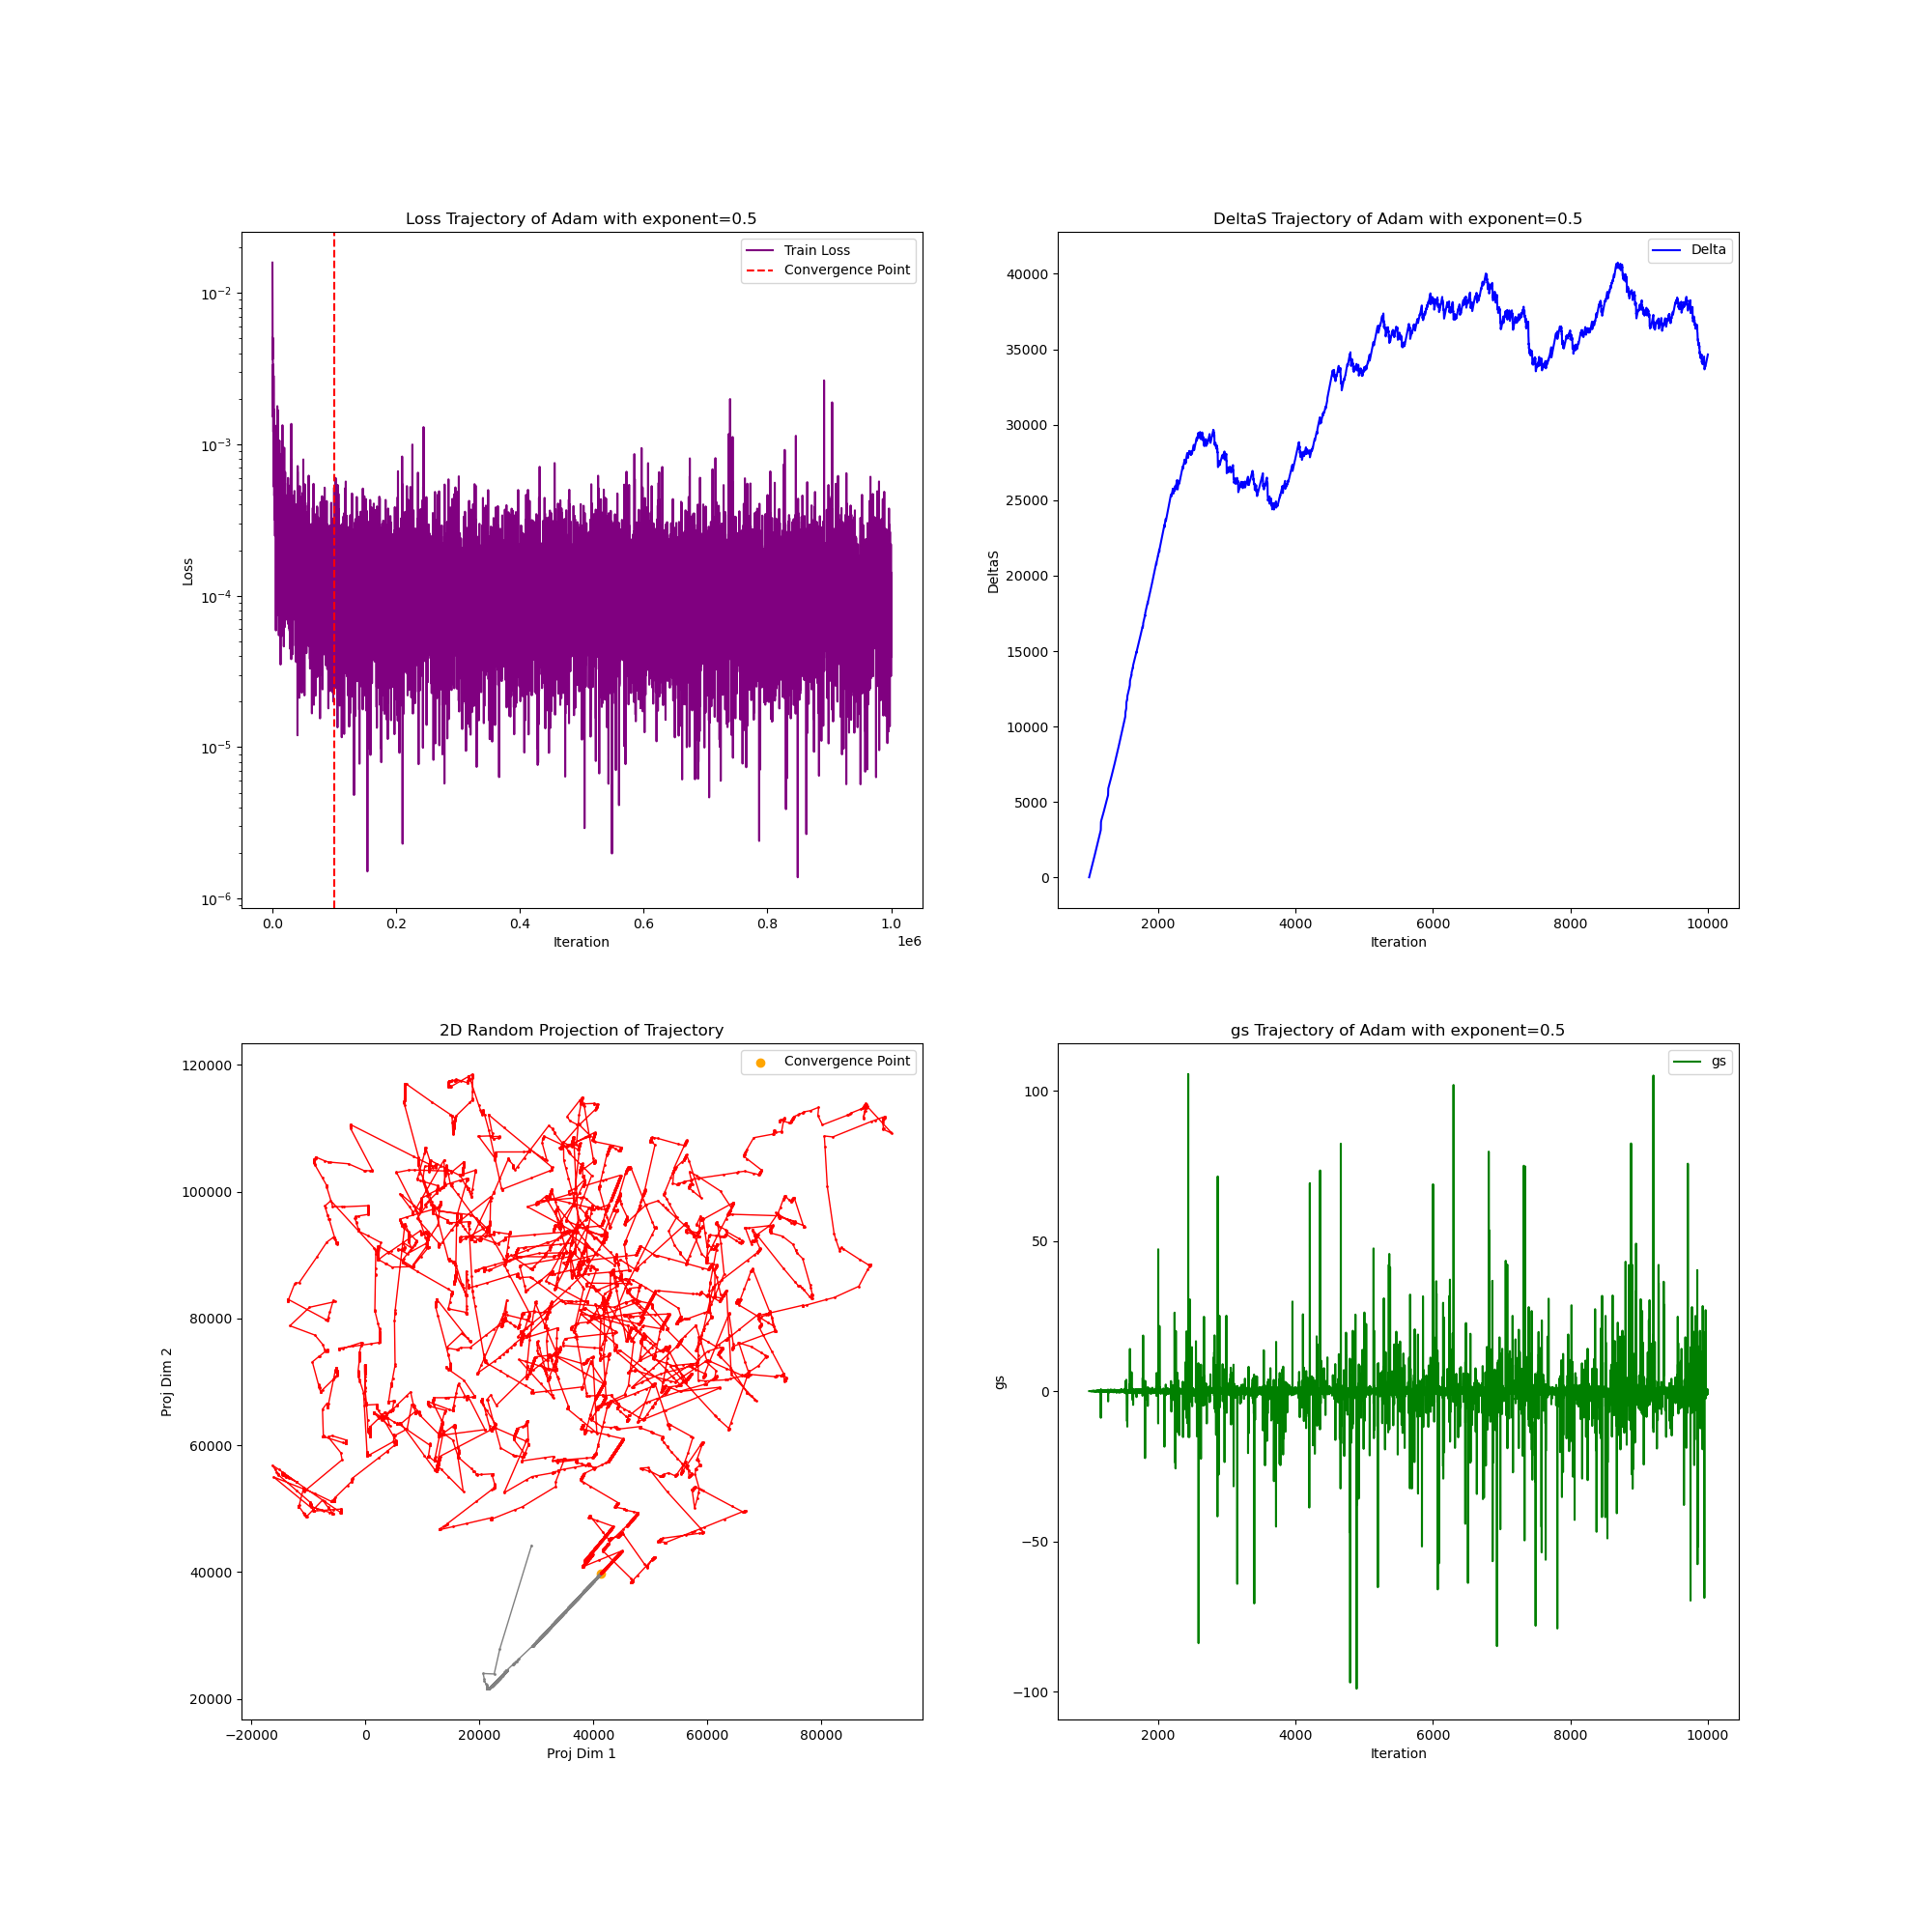 Loss Trajectory of Adam with exponent=0.5
Train Loss
Convergence Point
10⁻²
10⁻³
10⁻⁴
10⁻⁵
10⁻⁶
Loss
0.0 0.2 0.4 0.6 0.8 1.0
1e6
Iteration
DeltaS Trajectory of Adam with exponent=0.5
Delta
40000
35000
30000
25000
20000
15000
10000
5000
0
DeltaS
2000 4000 6000 8000 10000
Iteration
2D Random Projection of Trajectory
Convergence Point
120000
100000
80000
60000
40000
20000
Proj Dim 2
−20000 0 20000 40000 60000 80000
Proj Dim 1
gs Trajectory of Adam with exponent=0.5
gs
100
50
0
−50
−100
gs
2000 4000 6000 8000 10000
Iteration